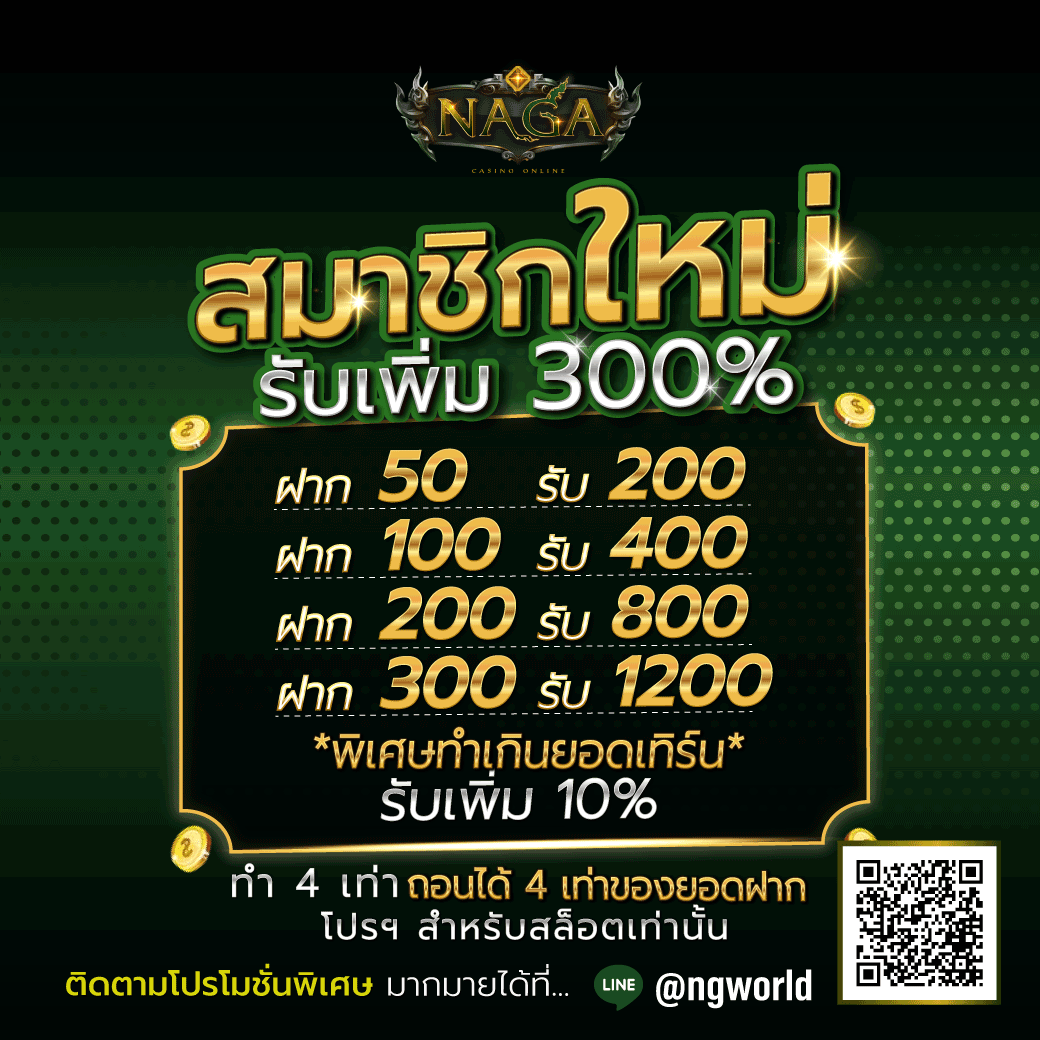 NAGA
CASINO ONLINE
สมาชิกใหม่
รับเพิ่ม 300%
ฝาก 50 รับ 200
ฝาก 100 รับ 400
ฝาก 200 รับ 800
ฝาก 300 รับ 1200
*พิเศษทำเกินยอดเทิร์น*
รับเพิ่ม 10%
ทำ 4 เท่า ถอนได้ 4 เท่าของยอดฝาก
โปรฯ สำหรับสล็อตเท่านั้น
ติดตามโปรโมชั่นพิเศษ มากมายได้ที่... LINE @ngworld